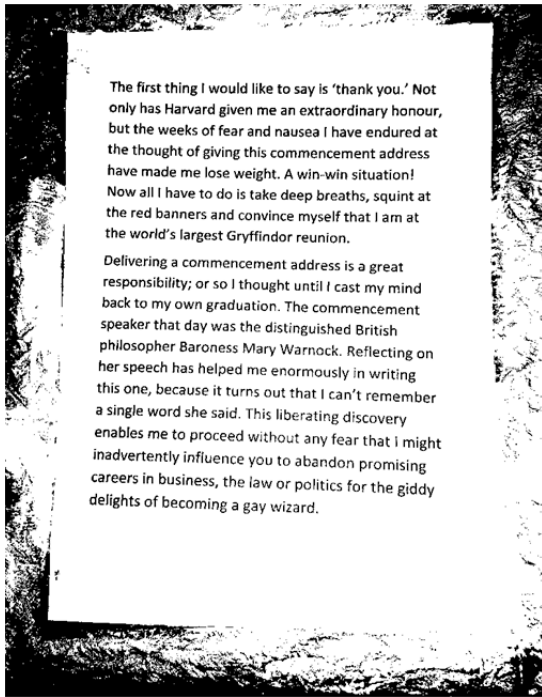 The first thing I would like to say is ‘thank you.’ Not
only has Harvard given me an extraordinary honour,
but the weeks of fear and nausea I have endured at
the thought of giving this commencement address
have made me lose weight. A win-win situation!
Now all I have to do is take deep breaths, squint at
the red banners and convince myself that I am at
the world’s largest Gryffindor reunion.
Delivering a commencement address is a great
responsibility; or so I thought until I cast my mind
back to my own graduation. The commencement
speaker that day was the distinguished British
philosopher Baroness Mary Warnock. Reflecting on
her speech has helped me enormously in writing
this one, because it turns out that I can’t remember
a single word she said. This liberating discovery
enables me to proceed without any fear that I might
inadvertently influence you to abandon promising
careers in business, the law or politics for the giddy
delights of becoming a gay wizard.